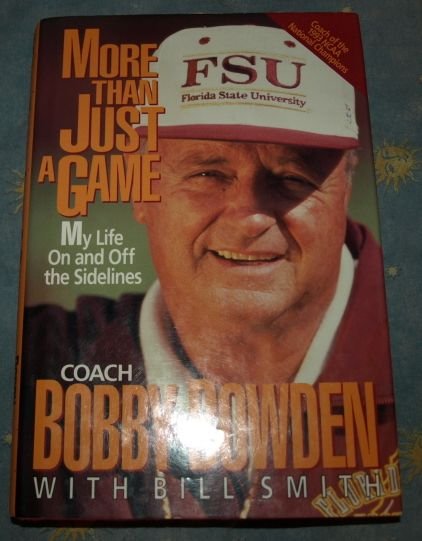 Coach of the
1993 NCAA
National Champions
FSU
Florida State University
MORE
THAN
JUST
A GAME
My Life
On and Off
the Sidelines
COACH
BOBBY BOWDEN
WITH BILL SMITH